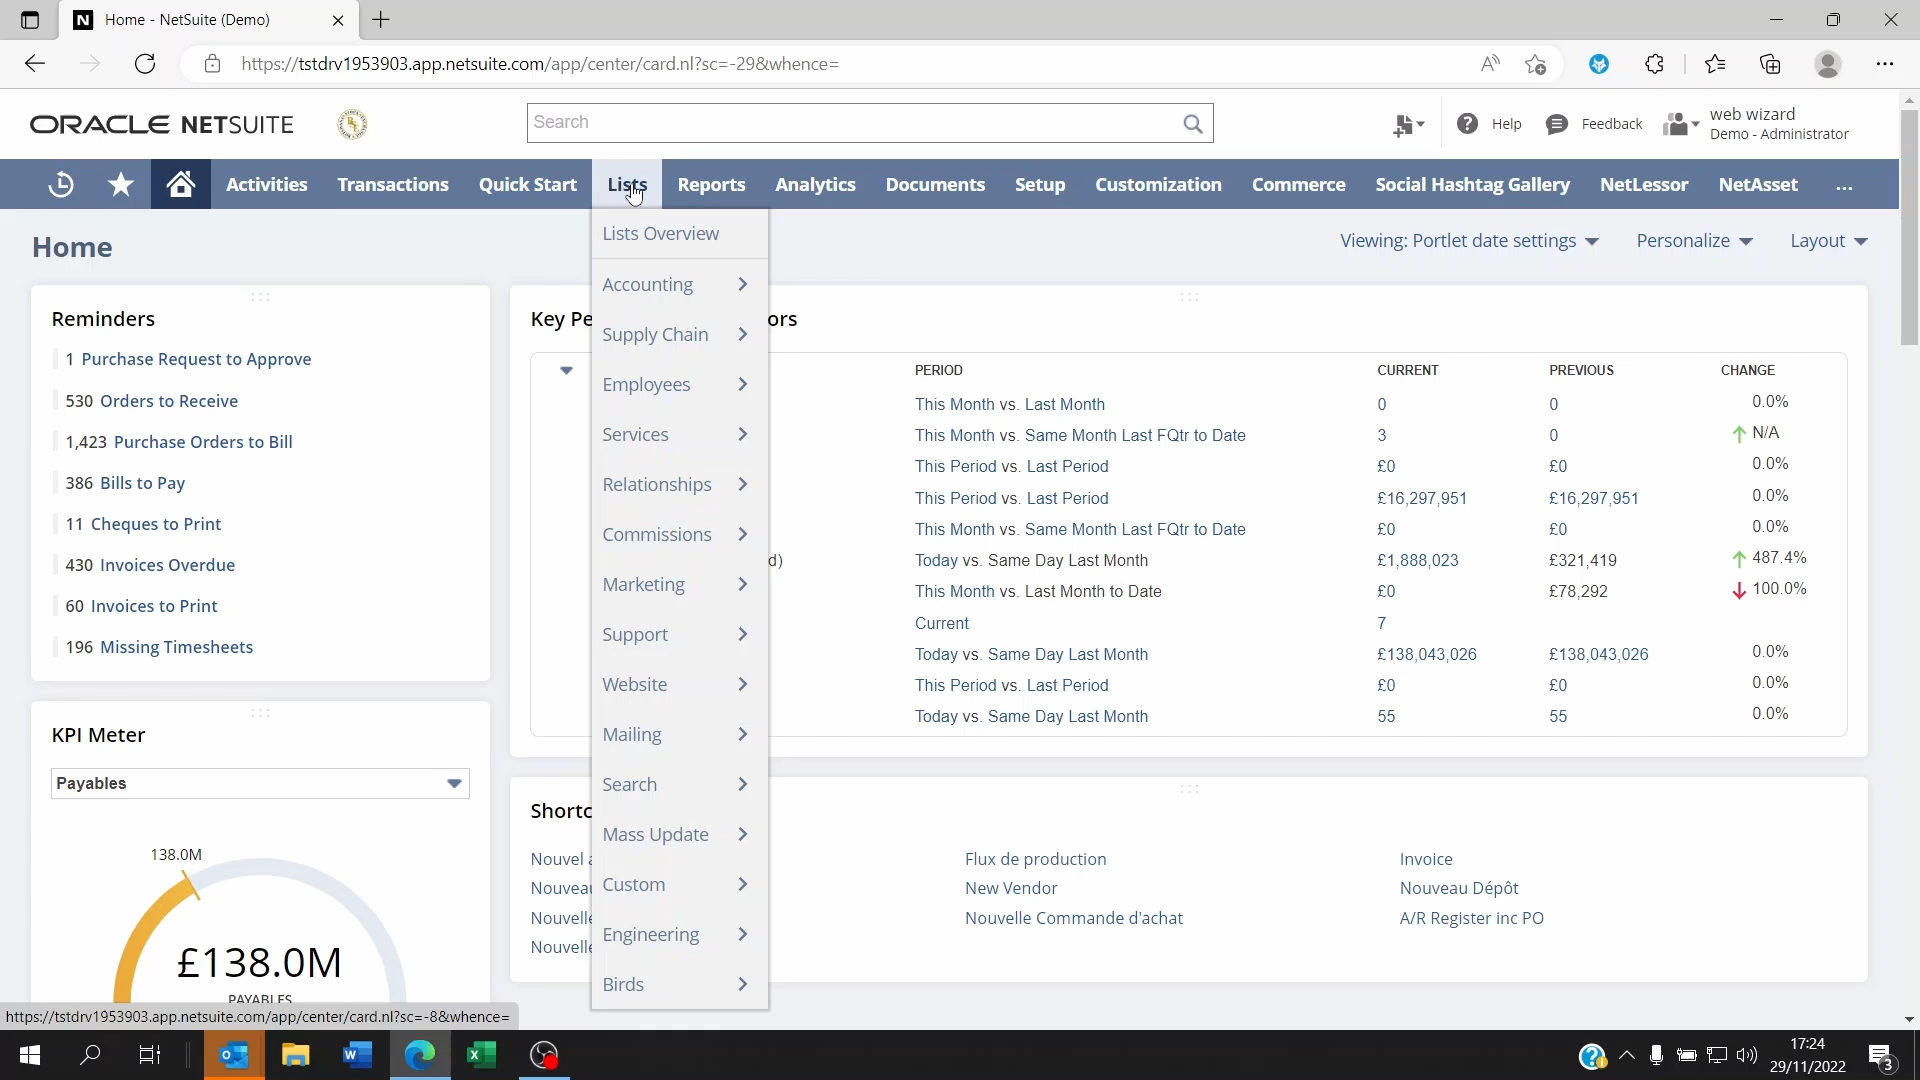 Home - NetSuite (Demo)
https://tstdrv1953903.app.netsuite.com/app/center/card.nl?sc=-29&whence=
ORACLE NETSUITE
Search
Help
Feedback
web wizard
Demo - Administrator
Activities
Transactions
Quick Start
Lists
Reports
Analytics
Documents
Setup
Customization
Commerce
Social Hashtag Gallery
NetLessor
NetAsset
...
Home
Viewing: Portlet date settings
Personalize
Layout
Lists Overview
Accounting
Supply Chain
Employees
Services
Relationships
Commissions
Marketing
Support
Website
Mailing
Search
Mass Update
Custom
Engineering
Birds
Reminders
1 Purchase Request to Approve
530 Orders to Receive
1,423 Purchase Orders to Bill
386 Bills to Pay
11 Cheques to Print
430 Invoices Overdue
60 Invoices to Print
196 Missing Timesheets
KPI Meter
Payables
138.0M
£138.0M
PAYABLES
Key Pe ors
PERIOD CURRENT PREVIOUS CHANGE
This Month vs. Last Month 0 0 0.0%
This Month vs. Same Month Last FQtr to Date 3 0 N/A
This Period vs. Last Period £0 £0 0.0%
This Period vs. Last Period £16,297,951 £16,297,951 0.0%
This Month vs. Same Month Last FQtr to Date £0 £0 0.0%
d) Today vs. Same Day Last Month £1,888,023 £321,419 487.4%
This Month vs. Last Month to Date £0 £78,292 100.0%
Current 7
Today vs. Same Day Last Month £138,043,026 £138,043,026 0.0%
This Period vs. Last Period £0 £0 0.0%
Today vs. Same Day Last Month 55 55 0.0%
Shortc
Nouvel a Flux de production Invoice
Nouveau New Vendor Nouveau Dépôt
Nouvelle Nouvelle Commande d'achat A/R Register inc PO
Nouvelle
https://tstdrv1953903.app.netsuite.com/app/center/card.nl?sc=-8&whence=
17:24
29/11/2022
3